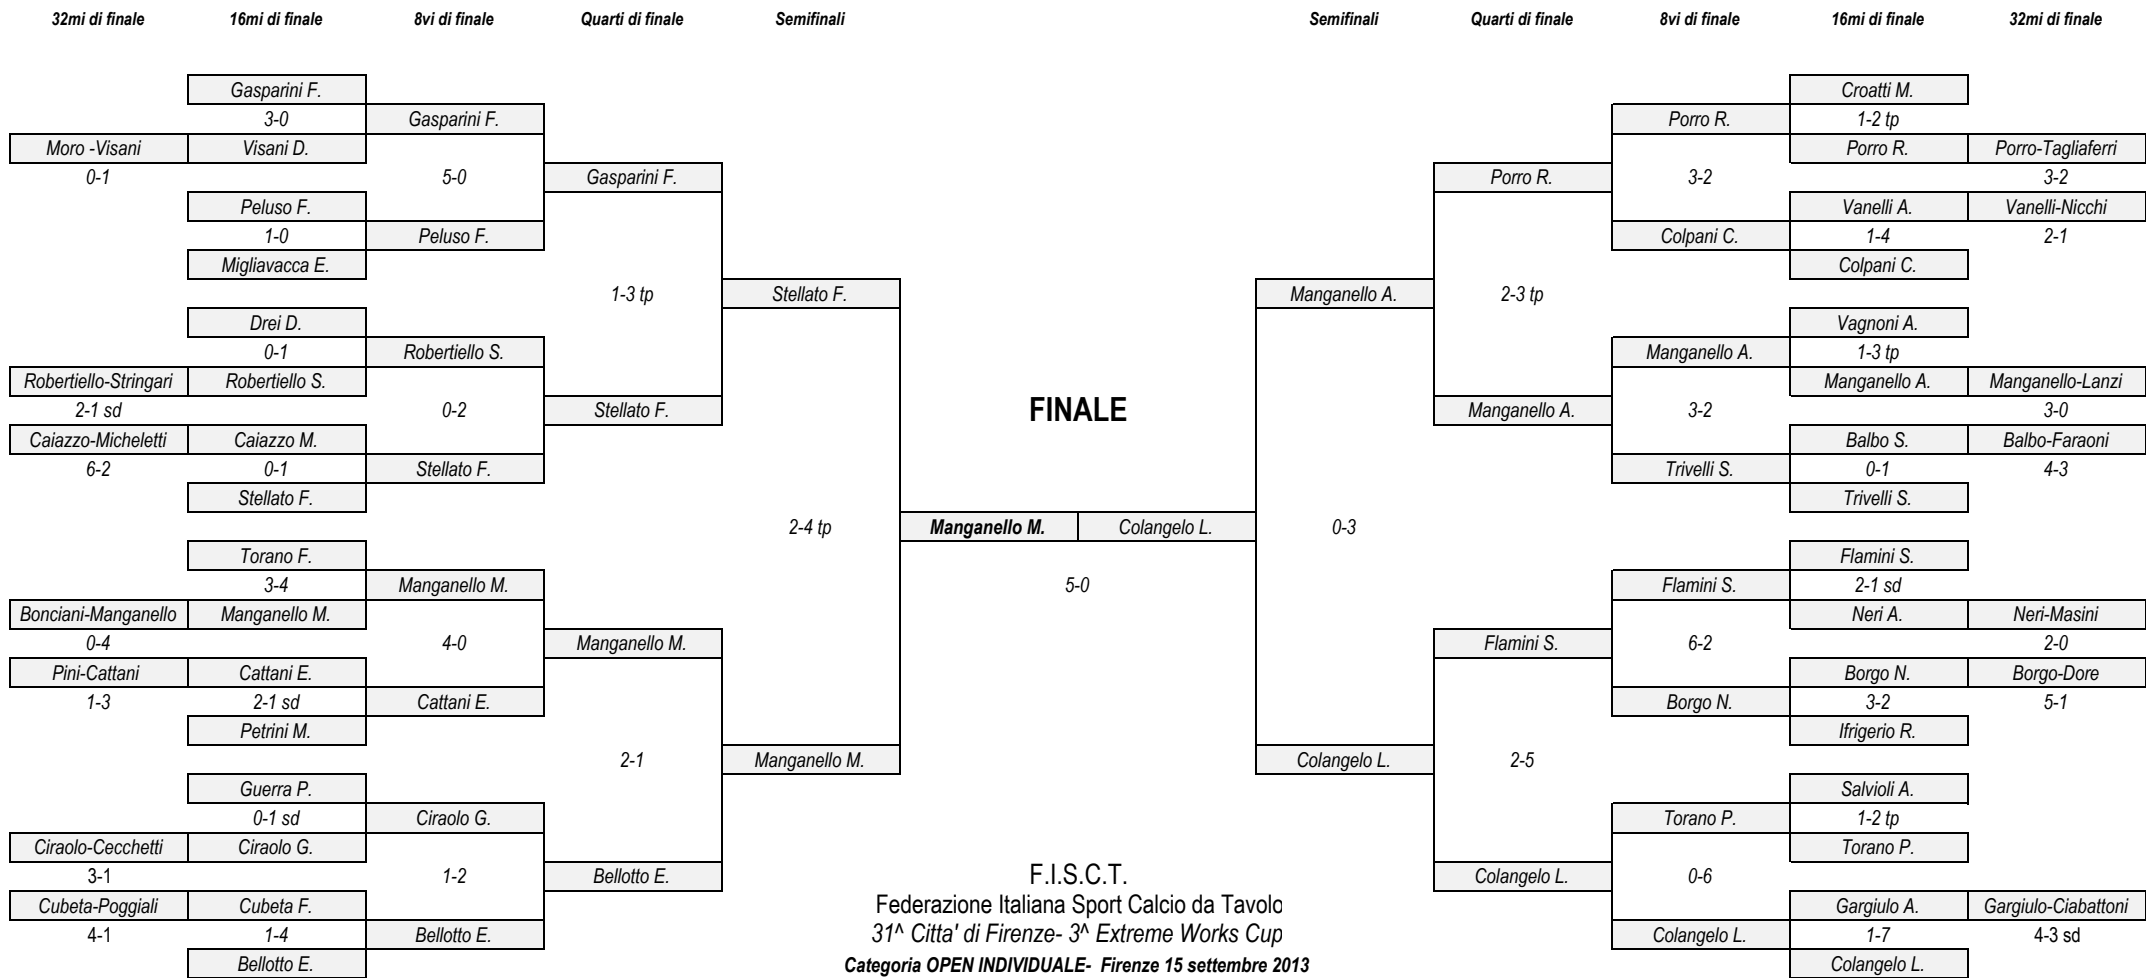 32mi di finale 16mi di finale 8vi di finale Quarti di finale Semifinali Semifinali Quarti di finale 8vi di finale 16mi di finale 32mi di finale
Gasparini F. Croatti M.
3-0 Gasparini F. Porro R. 1-2 tp
Moro -Visani Visani D. Porro R. Porro-Tagliaferri
0-1 5-0 Gasparini F. Porro R. 3-2 3-2
Peluso F. Vanelli A. Vanelli-Nicchi
1-0 Peluso F. Colpani C. 1-4 2-1
Migliavacca E. Colpani C.
1-3 tp Stellato F. Manganello A. 2-3 tp
Drei D. Vagnoni A.
0-1 Robertiello S. Manganello A. 1-3 tp
Robertiello-Stringari Robertiello S. Manganello A. Manganello-Lanzi
2-1 sd 0-2 Stellato F. FINALE Manganello A. 3-2 3-0
Caiazzo-Micheletti Caiazzo M. Balbo S. Balbo-Faraoni
6-2 0-1 Stellato F. Trivelli S. 0-1 4-3
Stellato F. Trivelli S.
2-4 tp Manganello M. Colangelo L. 0-3
Torano F. Flamini S.
3-4 Manganello M. 5-0 Flamini S. 2-1 sd
Bonciani-Manganello Manganello M. Neri A. Neri-Masini
0-4 4-0 Manganello M. Flamini S. 6-2 2-0
Pini-Cattani Cattani E. Borgo N. Borgo-Dore
1-3 2-1 sd Cattani E. Borgo N. 3-2 5-1
Petrini M. Ifrigerio R.
2-1 Manganello M. Colangelo L. 2-5
Guerra P. Salvioli A.
0-1 sd Ciraolo G. Torano P. 1-2 tp
Ciraolo-Cecchetti Ciraolo G. Torano P.
3-1 1-2 Bellotto E. F.I.S.C.T. Colangelo L. 0-6
Cubeta-Poggiali Cubeta F. Federazione Italiana Sport Calcio da Tavolo Gargiulo A. Gargiulo-Ciabattoni
4-1 1-4 Bellotto E. 31^ Citta' di Firenze- 3^ Extreme Works Cup Colangelo L. 1-7 4-3 sd
Bellotto E. Categoria OPEN INDIVIDUALE- Firenze 15 settembre 2013 Colangelo L.